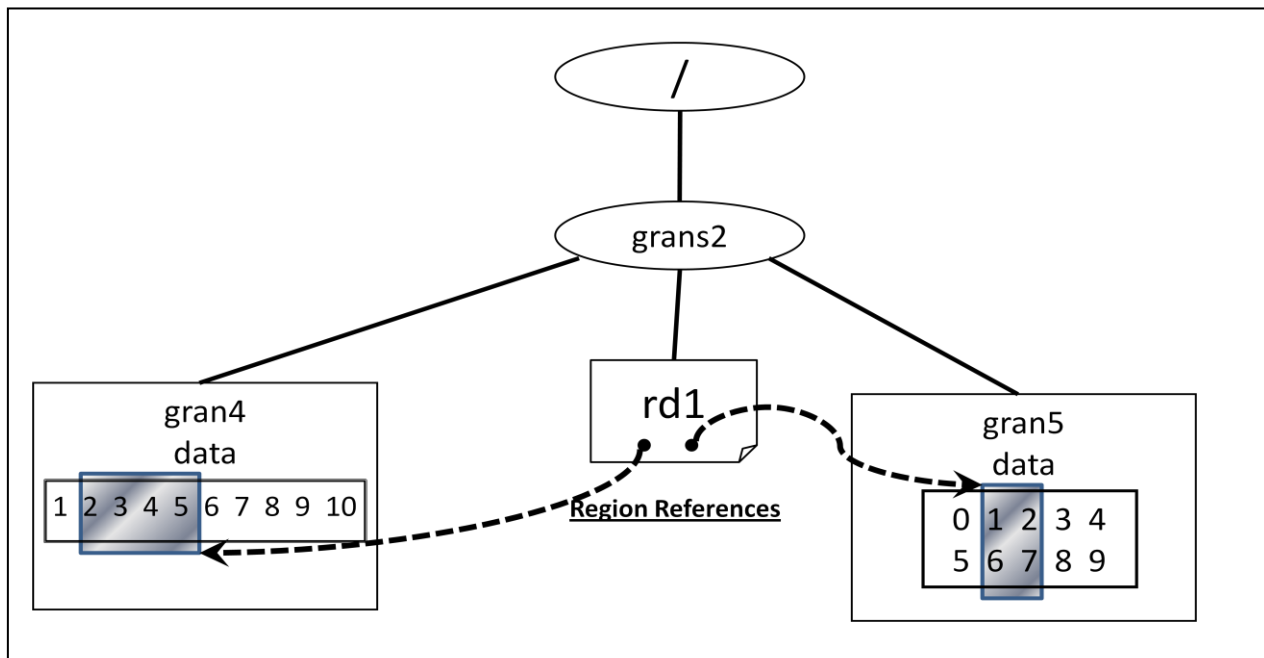 /
grans2
rd1
Region References
gran4
data
1 2 3 4 5 6 7 8 9 10
gran5
data
0 1 2 3 4
5 6 7 8 9